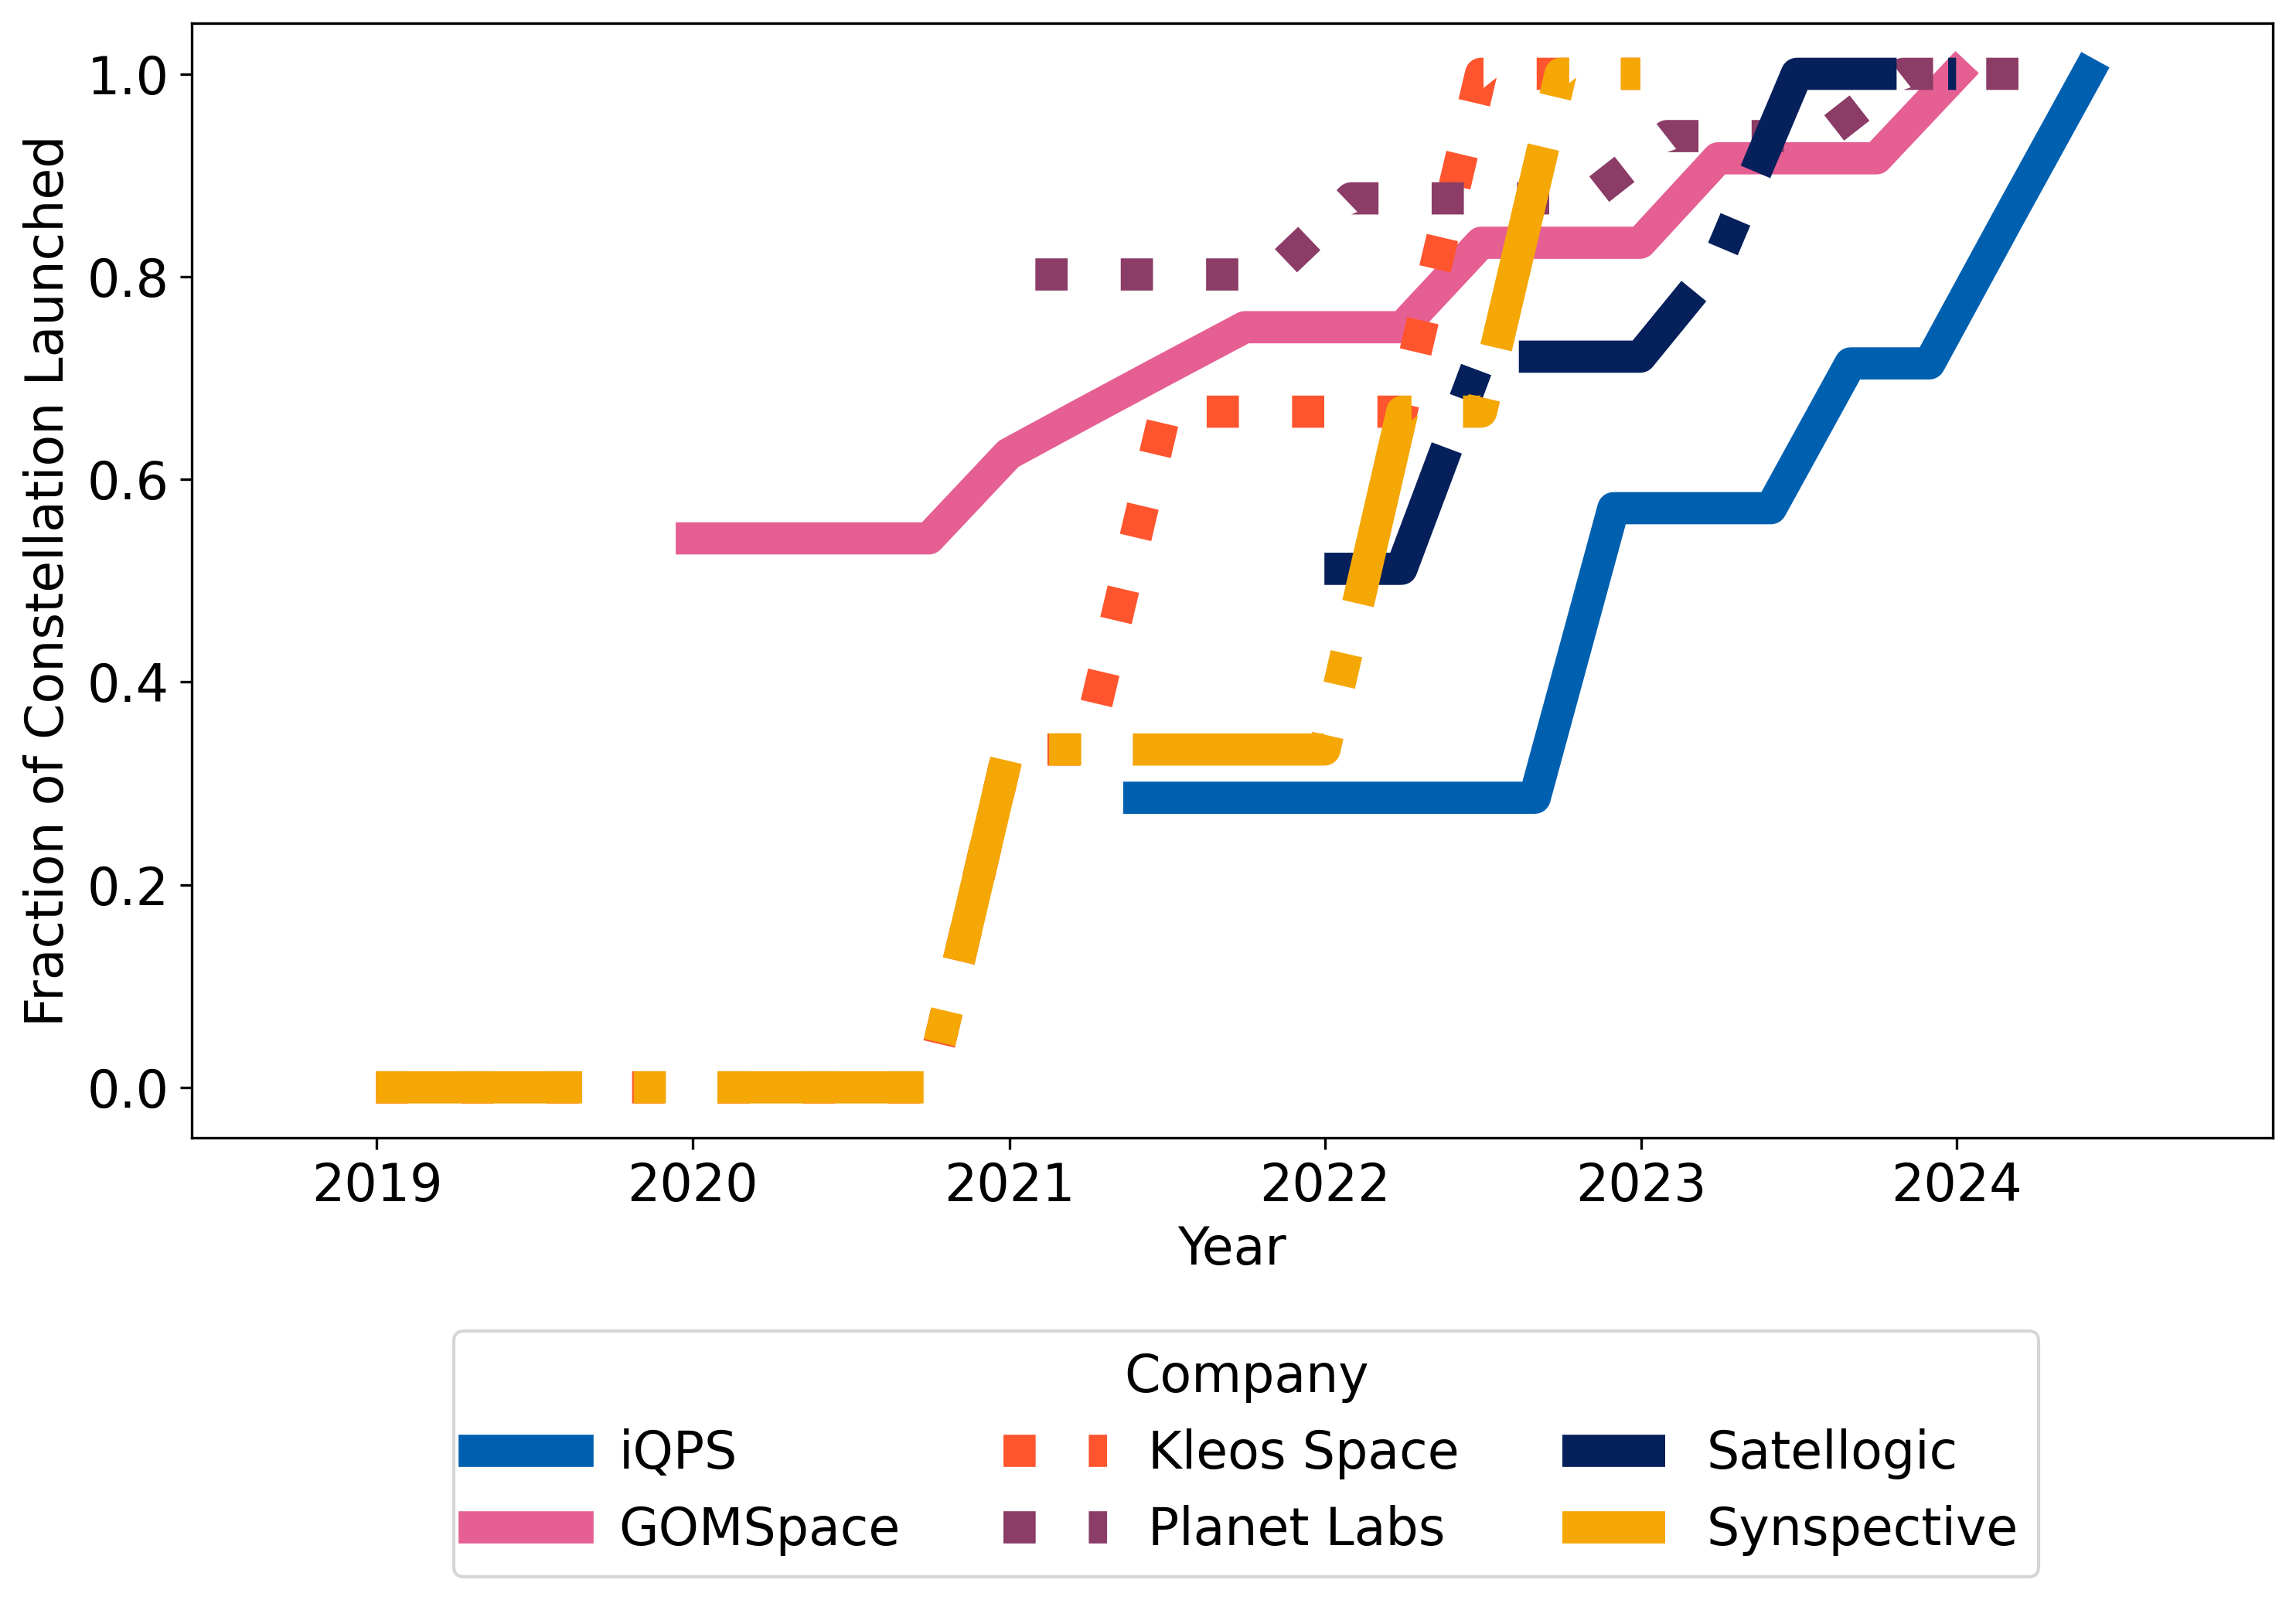 Fraction of Constellation Launched
1.0
0.8
0.6
0.4
0.2
0.0
2019 2020 2021 2022 2023 2024
Year
Company
iQPS Kleos Space Satellogic
GOMSpace Planet Labs Synspective